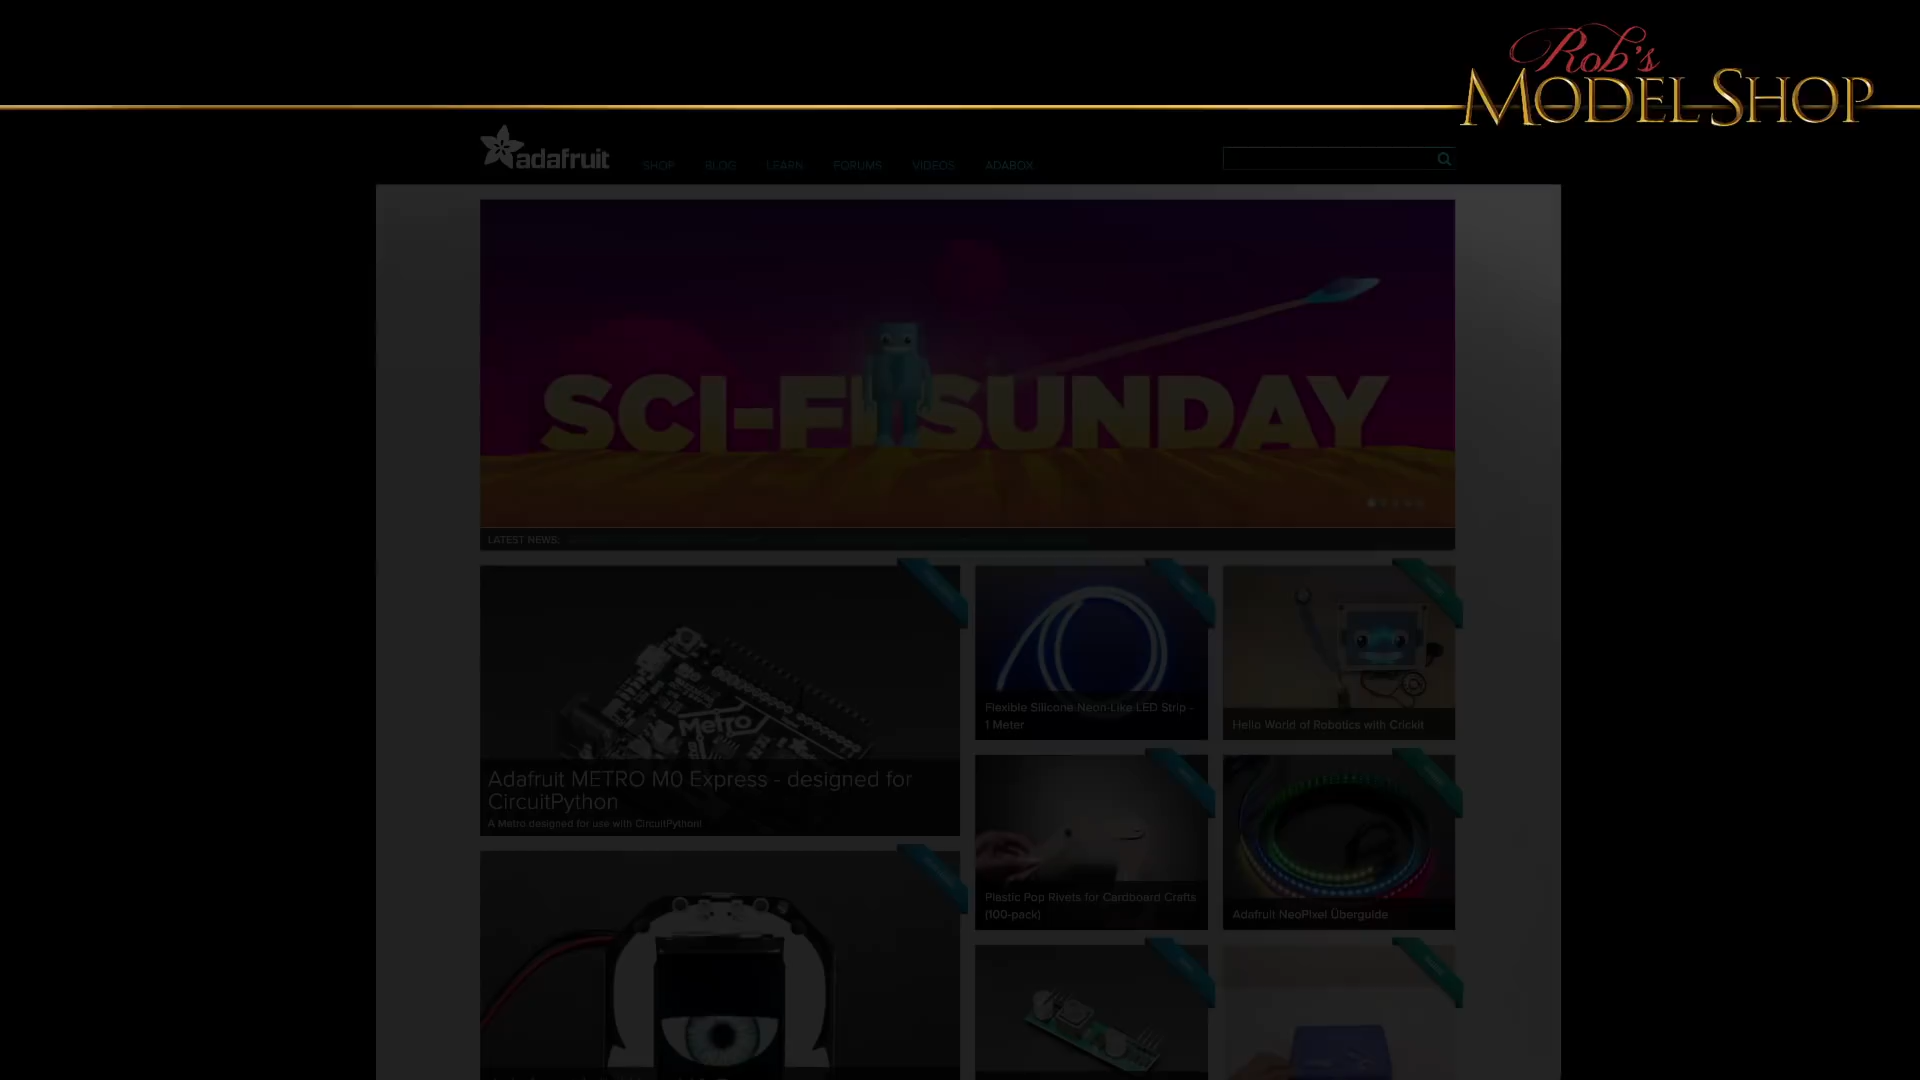 Rob's
MODEL SHOP
adafruit
SHOP BLOG LEARN FORUMS VIDEOS ADABOX
SCI-FI SUNDAY
LATEST NEWS:
Metro
Adafruit METRO M0 Express - designed for
CircuitPython
A Metro designed for use with CircuitPython!
Flexible Silicone Neon-Like LED Strip -
1 Meter
Hello World of Robotics with Crickit
Plastic Pop Rivets for Cardboard Crafts
(100-pack)
Adafruit NeoPixel Überguide